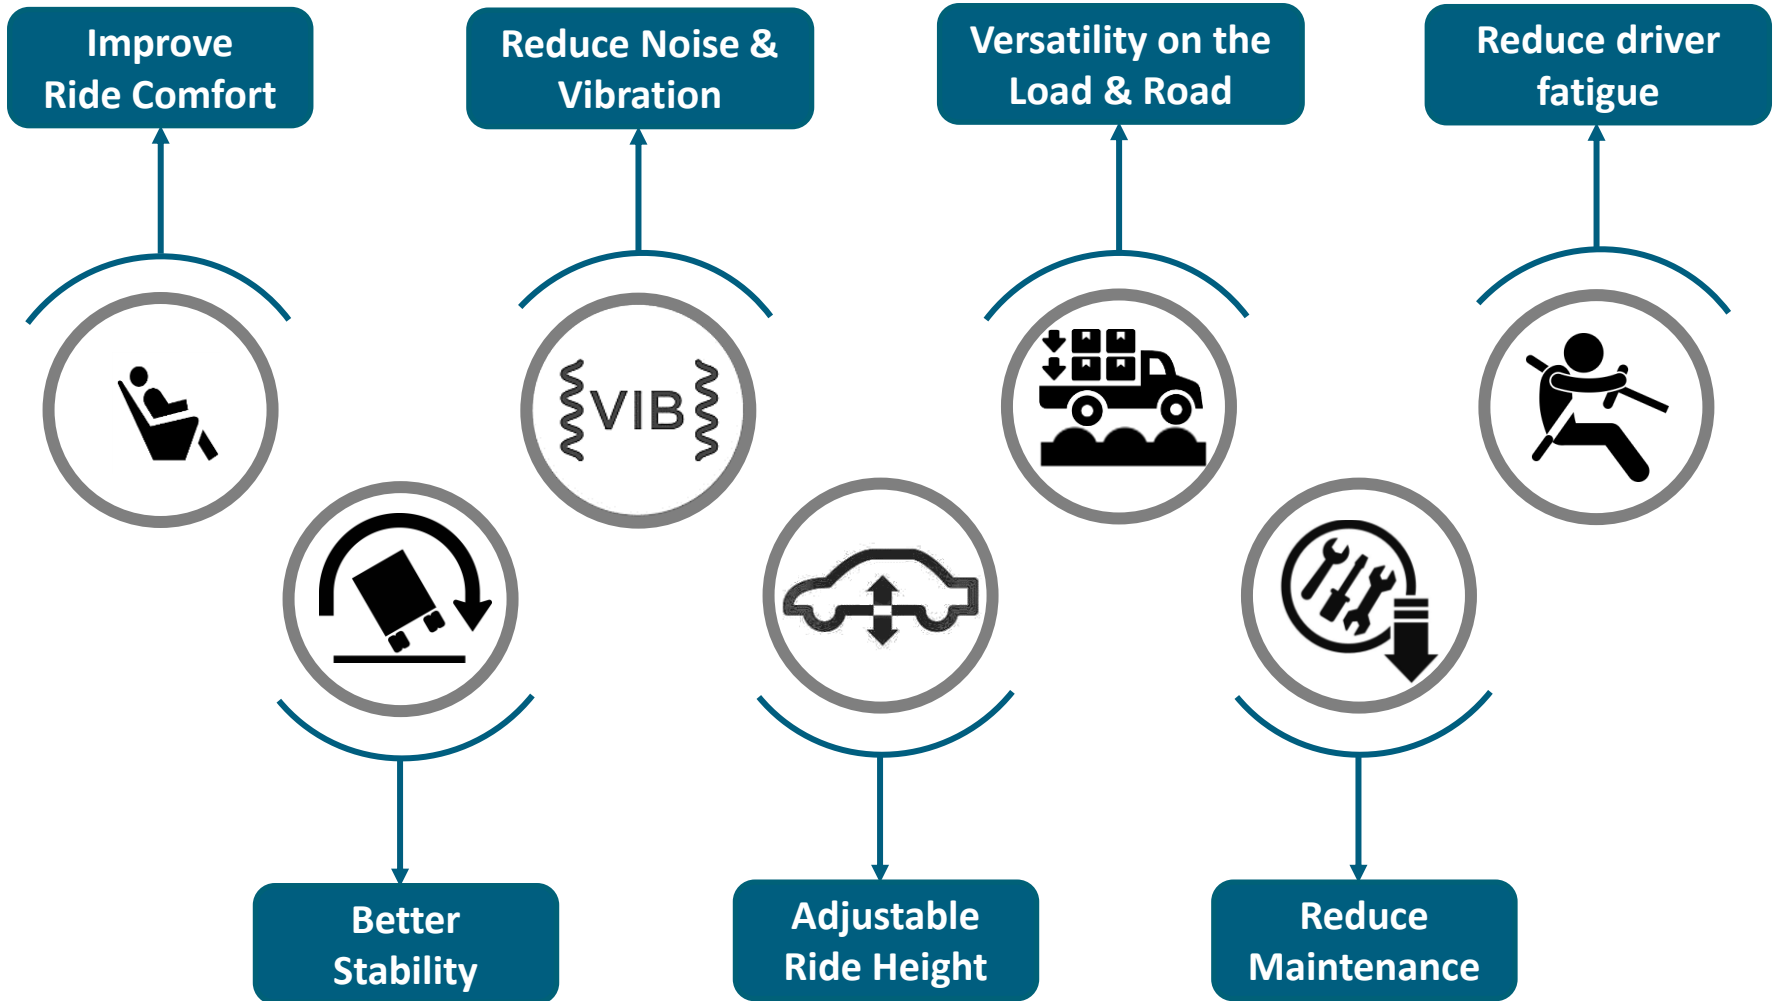 Improve
Ride Comfort
Reduce Noise &
Vibration
Versatility on the
Load & Road
Reduce driver
fatigue
VIB
Better
Stability
Adjustable
Ride Height
Reduce
Maintenance